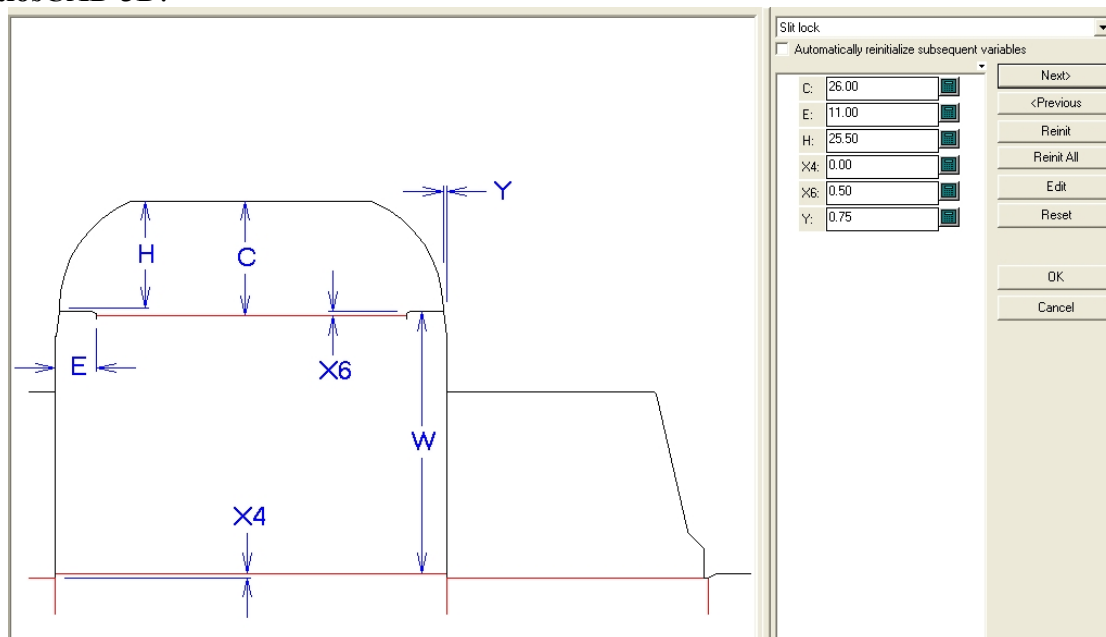 Slit lock
Automatically reinitialize subsequent variables
C: 26.00
E: 11.00
H: 25.50
X4: 0.00
X6: 0.50
Y: 0.75
Next>
<Previous
Reinit
Reinit All
Edit
Reset
OK
Cancel
Y
H
C
E
X6
W
X4